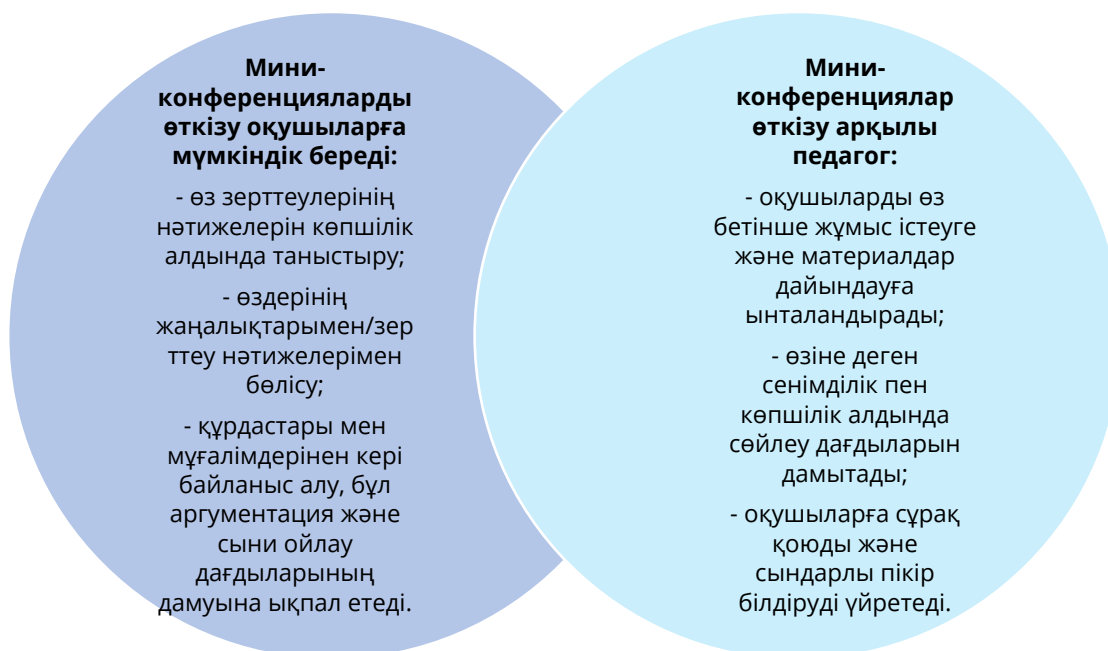 Мини-
конференцияларды
өткізу оқушыларға
мүмкіндік береді:
- өз зерттеулерінің
нәтижелерін көпшілік
алдында таныстыру;
- өздерінің
жаңалықтарымен/зер
ттеу нәтижелерімен
бөлісу;
- құрдастары мен
мұғалімдерінен кері
байланыс алу, бұл
аргументация және
сыни ойлау
дағдыларының
дамуына ықпал етеді.
Мини-
конференциялар
өткізу арқылы
педагог:
- оқушыларды өз
бетінше жұмыс істеуге
және материалдар
дайындауға
ынталандырады;
- өзіне деген
сенімділік пен
көпшілік алдында
сөйлеу дағдыларын
дамытады;
- оқушыларға сұрақ
қоюды және
сындарлы пікір
білдіруді үйретеді.